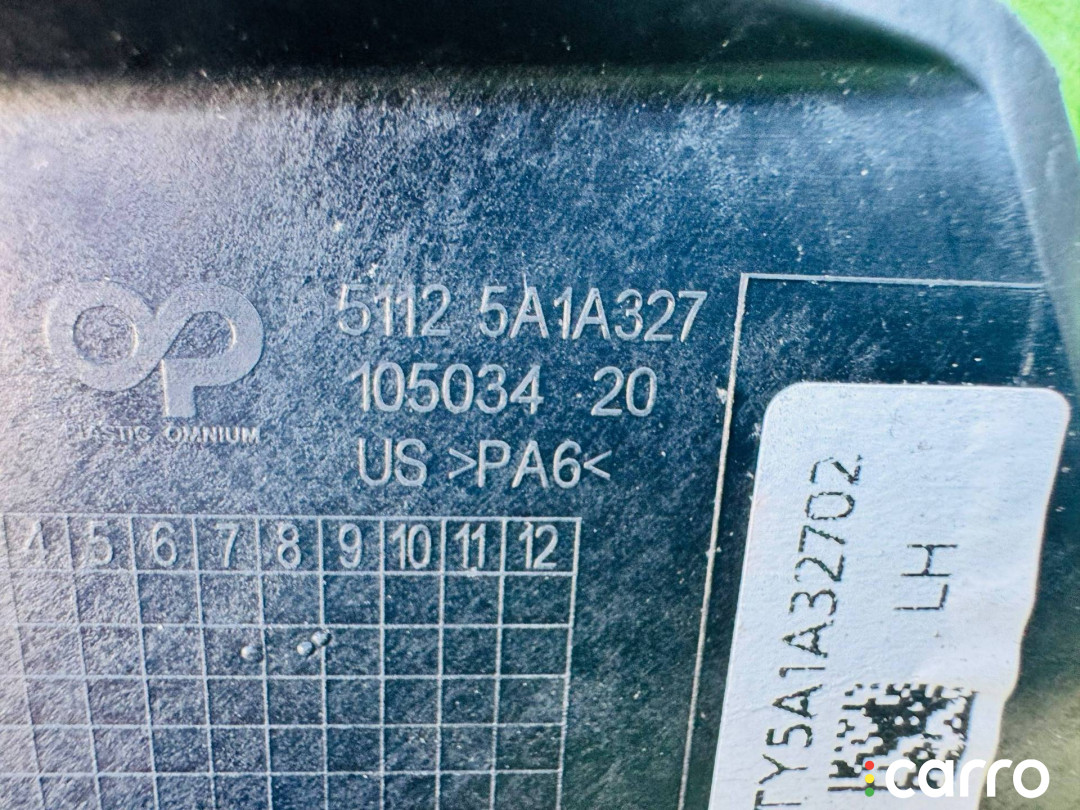 5112 5A1A327
105034 20
US >PA6<
PLASTIC OMNIUM
4 5 6 7 8 9 10 11 12
TY5A1A32702
LH
carro